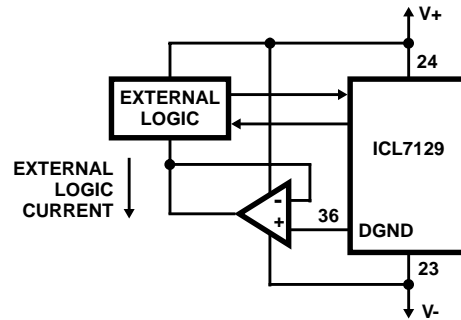 V+
24
EXTERNAL
LOGIC
ICL7129
EXTERNAL
LOGIC
CURRENT
-
+
36
DGND
23
V-